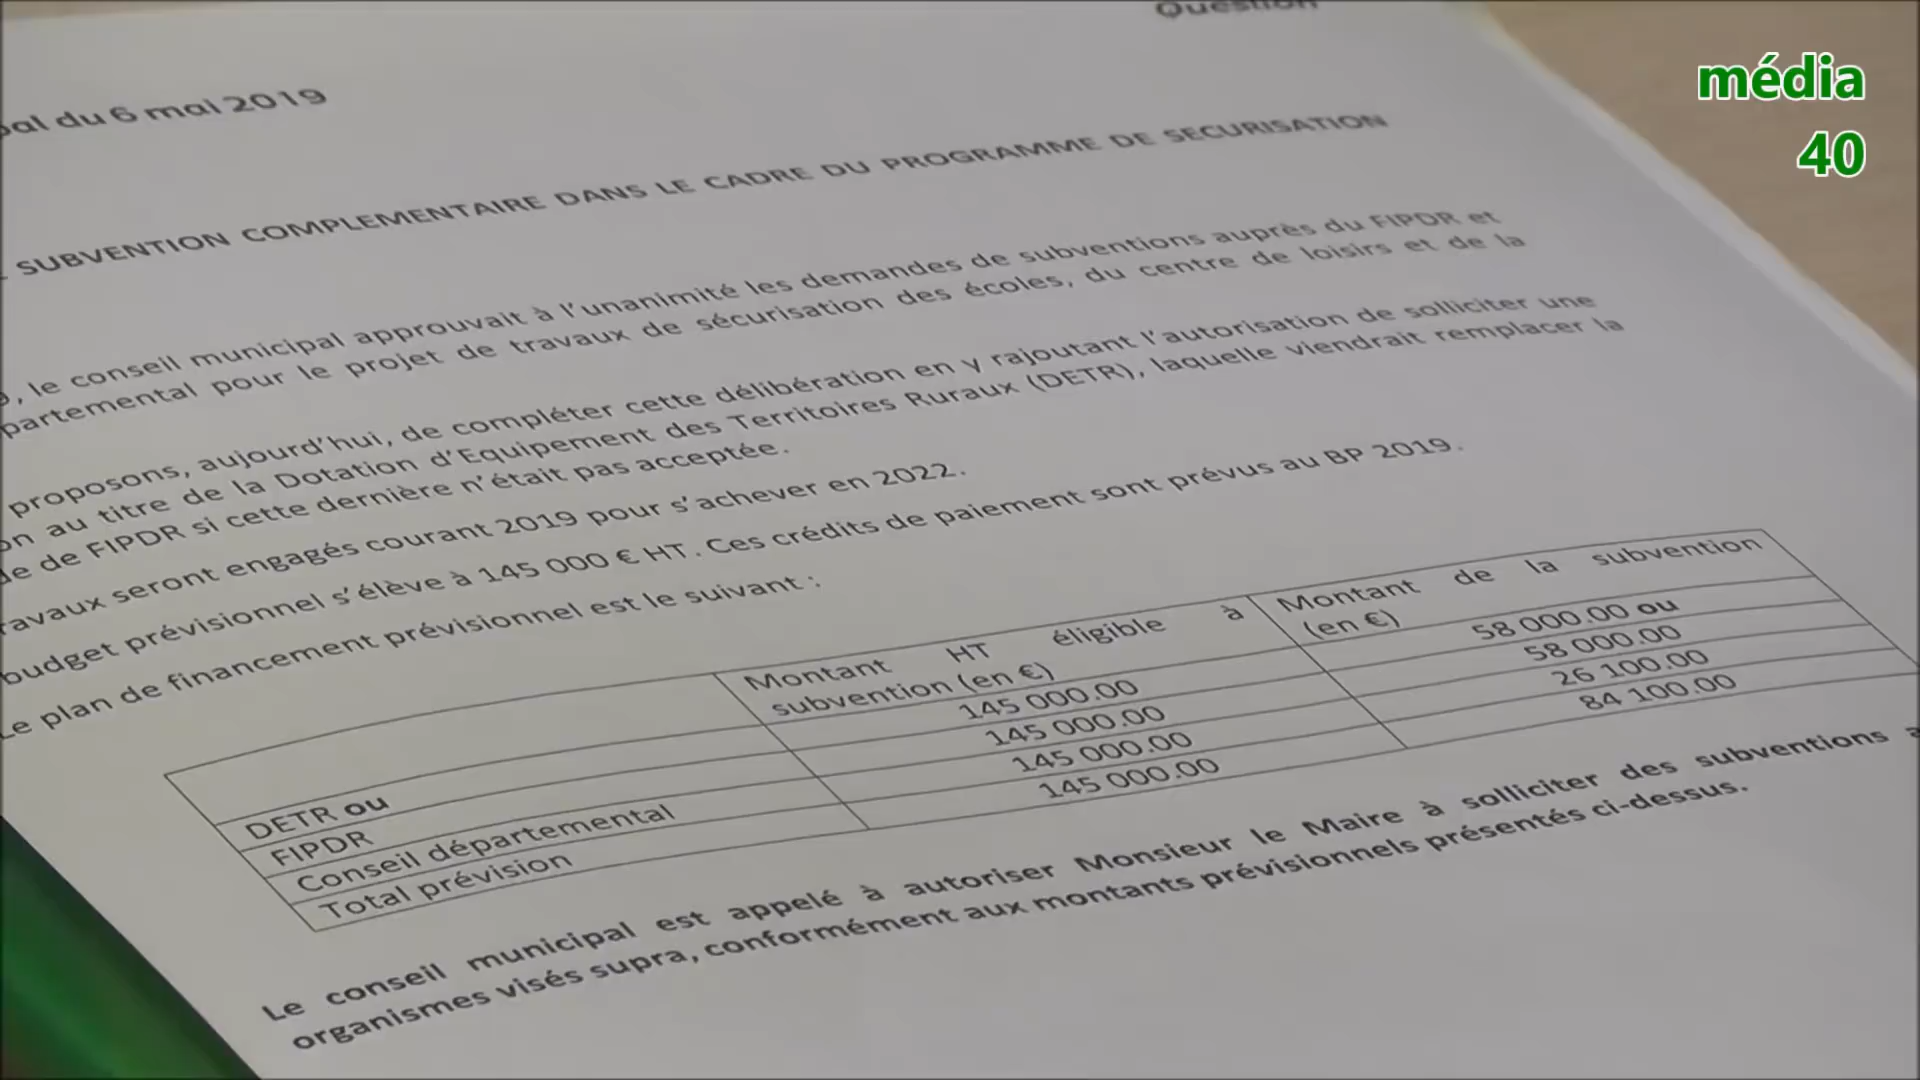 Question
média
40
du 6 mai 2019
SUBVENTION COMPLEMENTAIRE DANS LE CADRE DU PROGRAMME DE SECURISATION
, le conseil municipal approuvait à l’unanimité les demandes de subventions auprès du FIPDR et
partemental pour le projet de travaux de sécurisation des écoles, du centre de loisirs et de la
proposons, aujourd’hui, de compléter cette délibération en y rajoutant l’autorisation de solliciter une
on au titre de la Dotation d’Equipement des Territoires Ruraux (DETR), laquelle viendrait remplacer la
de FIPDR si cette dernière n’était pas acceptée.
ravaux seront engagés courant 2019 pour s’achever en 2022.
budget prévisionnel s’élève à 145 000 € HT. Ces crédits de paiement sont prévus au BP 2019.
Le plan de financement prévisionnel est le suivant :
Montant HT éligible à subvention (en €) Montant de la subvention (en €)
DETR ou 145 000.00 58 000.00 ou
FIPDR 145 000.00 58 000.00
Conseil départemental 145 000.00 26 100.00
Total prévision 145 000.00 84 100.00
Le conseil municipal est appelé à autoriser Monsieur le Maire à solliciter des subventions a
organismes visés supra, conformément aux montants prévisionnels présentés ci-dessus.